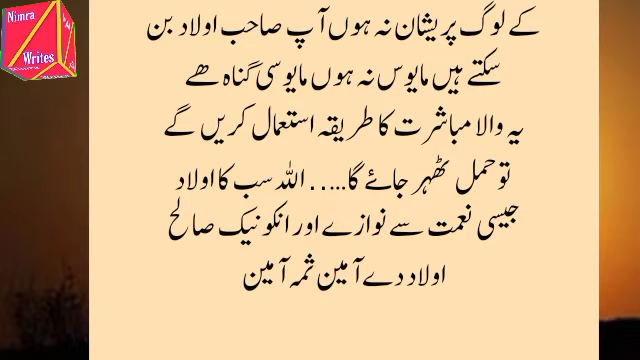 Nimra
Writes
کے لوگ پریشان نہ ہوں آپ صاحب اولاد بن
سکتے ہیں مایوس نہ ہوں مایوسی گناہ ھے
یہ والا مباشرت کا طریقہ استعمال کریں گے
تو حمل ٹھہر جائے گا..... اللہ سب کا اولاد
جیسی نعمت سے نوازے اور انکو نیک صالح
اولاد دے آمین ثمہ آمین